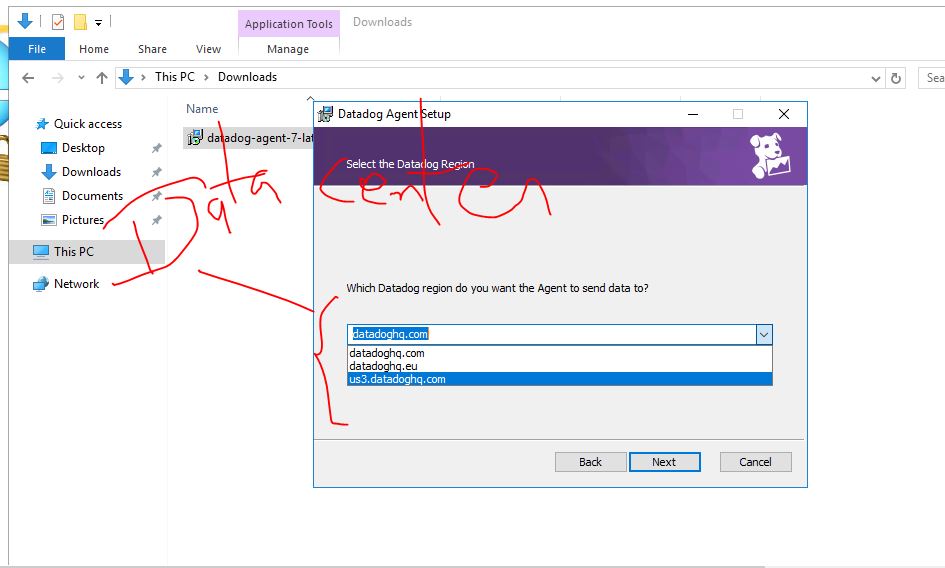 Application Tools
Downloads
File
Home
Share
View
Manage
This PC
Downloads
Sea
Name
Quick access
Desktop
Downloads
Documents
Pictures
This PC
Network
datadog-agent-7-lat
Data Center
Datadog Agent Setup
Select the Datadog Region
Which Datadog region do you want the Agent to send data to?
datadoghq.com
datadoghq.com
datadoghq.eu
us3.datadoghq.com
Back
Next
Cancel